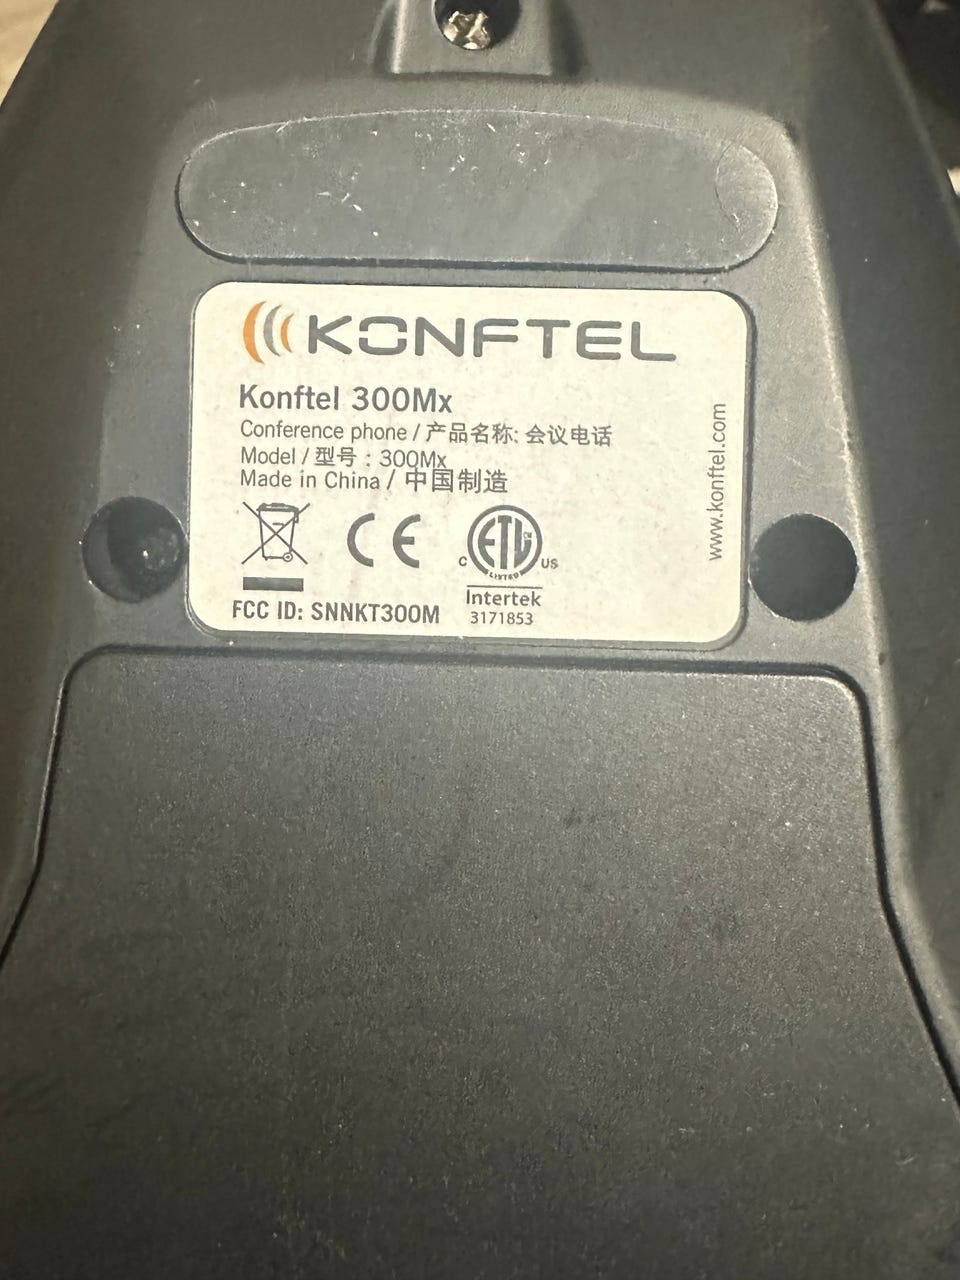 KONFTEL
Konftel 300Mx
Conference phone / 产品名称: 会议电话
Model / 型号 : 300Mx
Made in China / 中国制造
www.konftel.com
CE
ETL
CM
C US
LISTED
Intertek
3171853
FCC ID: SNNKT300M